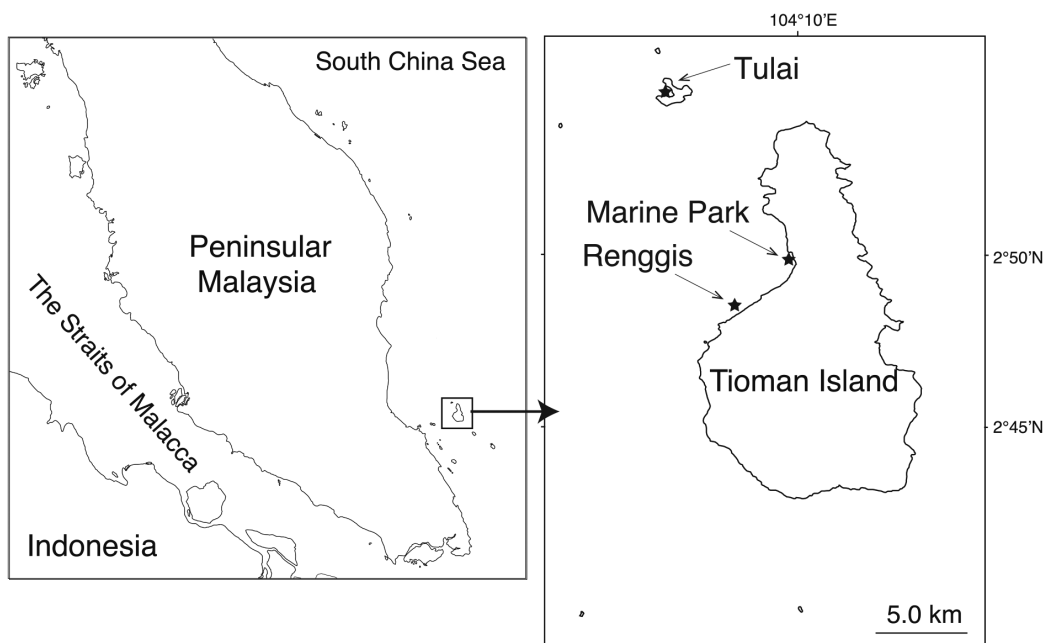 South China Sea
Peninsular
Malaysia
The Straits of Malacca
Indonesia
104°10'E
Tulai
Marine Park
Renggis
2°50'N
Tioman Island
2°45'N
5.0 km